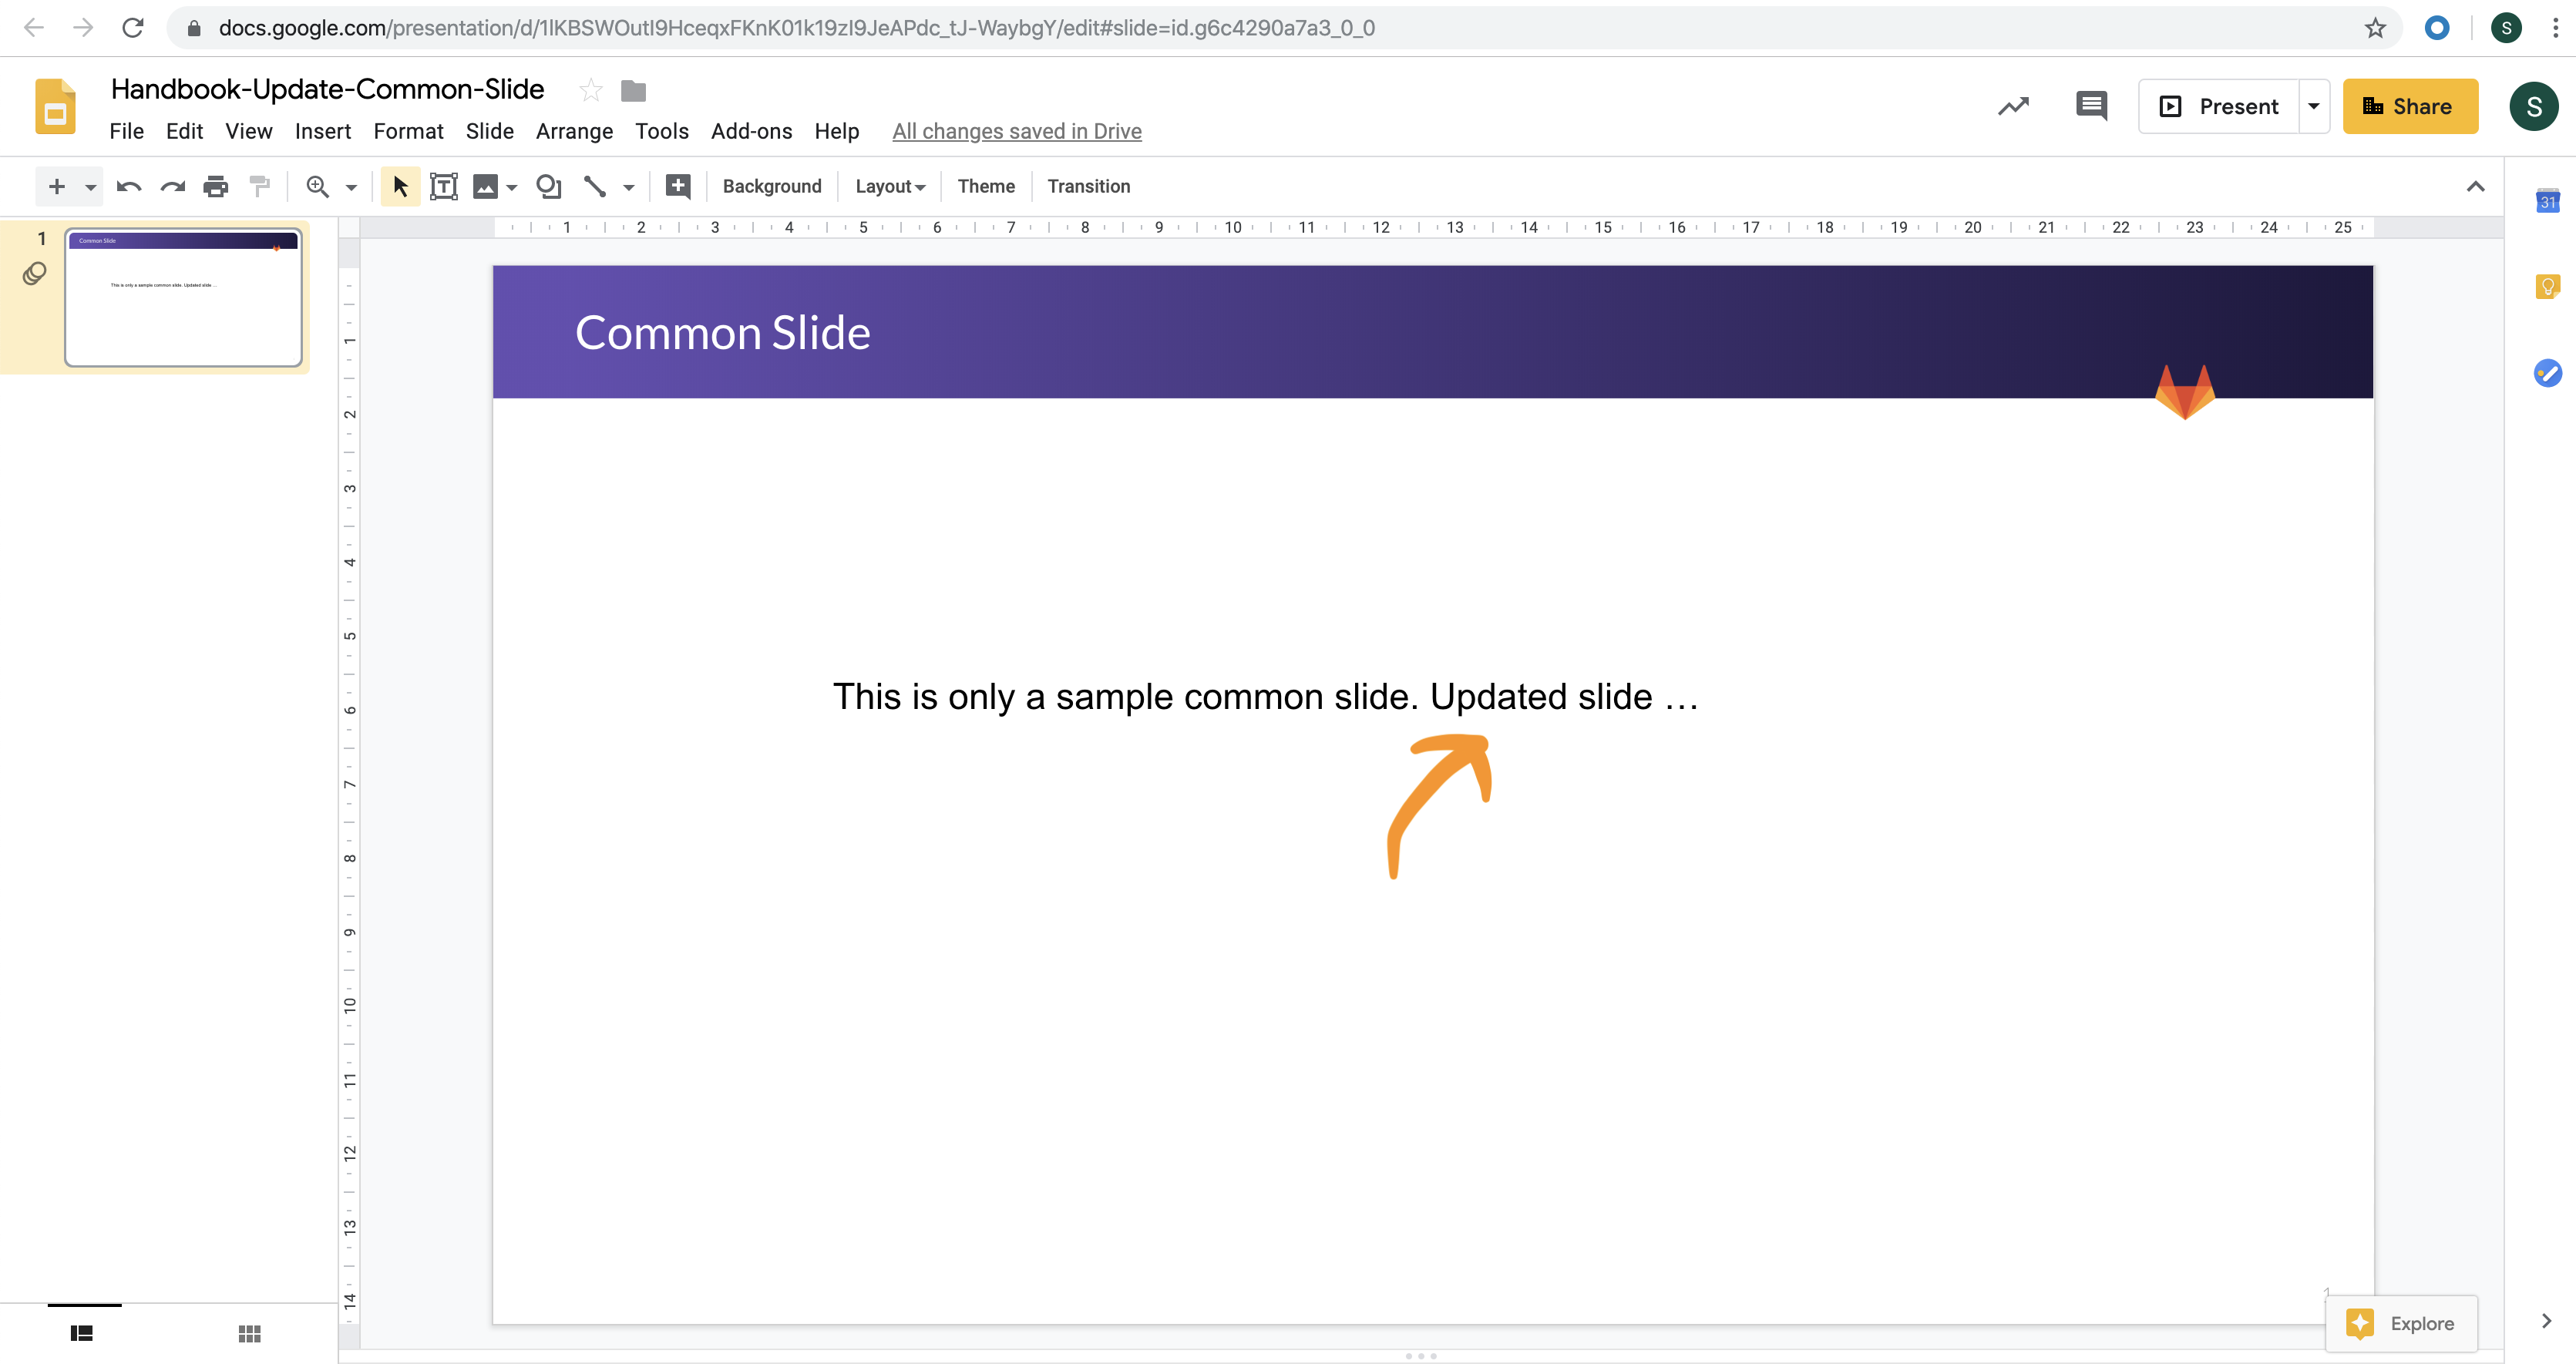 docs.google.com/presentation/d/1lKBSWOutI9HceqxFKnK01k19zI9JeAPdc_tJ-WaybgY/edit#slide=id.g6c4290a7a3_0_0
S
Handbook-Update-Common-Slide
File Edit View Insert Format Slide Arrange Tools Add-ons Help All changes saved in Drive
Present
Share
S
Background Layout Theme Transition
31
1 2 3 4 5 6 7 8 9 10 11 12 13 14 15 16 17 18 19 20 21 22 23 24 25
1
Common Slide
This is only a sample common slide. Updated slide ...
1
2
3
4
5
6
7
8
9
10
11
12
13
14
Common Slide
This is only a sample common slide. Updated slide …
1
Explore